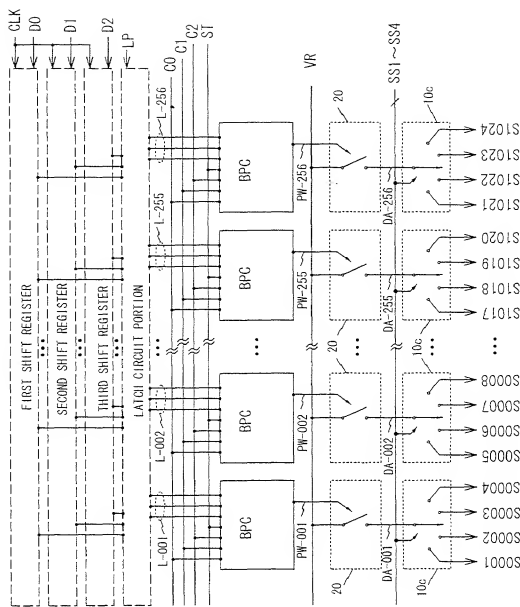 CLK
D0
D1
D2
LP
FIRST SHIFT REGISTER
SECOND SHIFT REGISTER
THIRD SHIFT REGISTER
LATCH CIRCUIT PORTION
L-001
L-002
L-255
L-256
C0
C1
C2
ST
BPC
BPC
BPC
BPC
PW-001
PW-002
PW-255
PW-256
VR
20
20
20
20
DA-001
DA-002
DA-255
DA-256
SS1~SS4
10c
10c
10c
10c
S0001
S0002
S0003
S0004
S0005
S0006
S0007
S0008
S1017
S1018
S1019
S1020
S1021
S1022
S1023
S1024